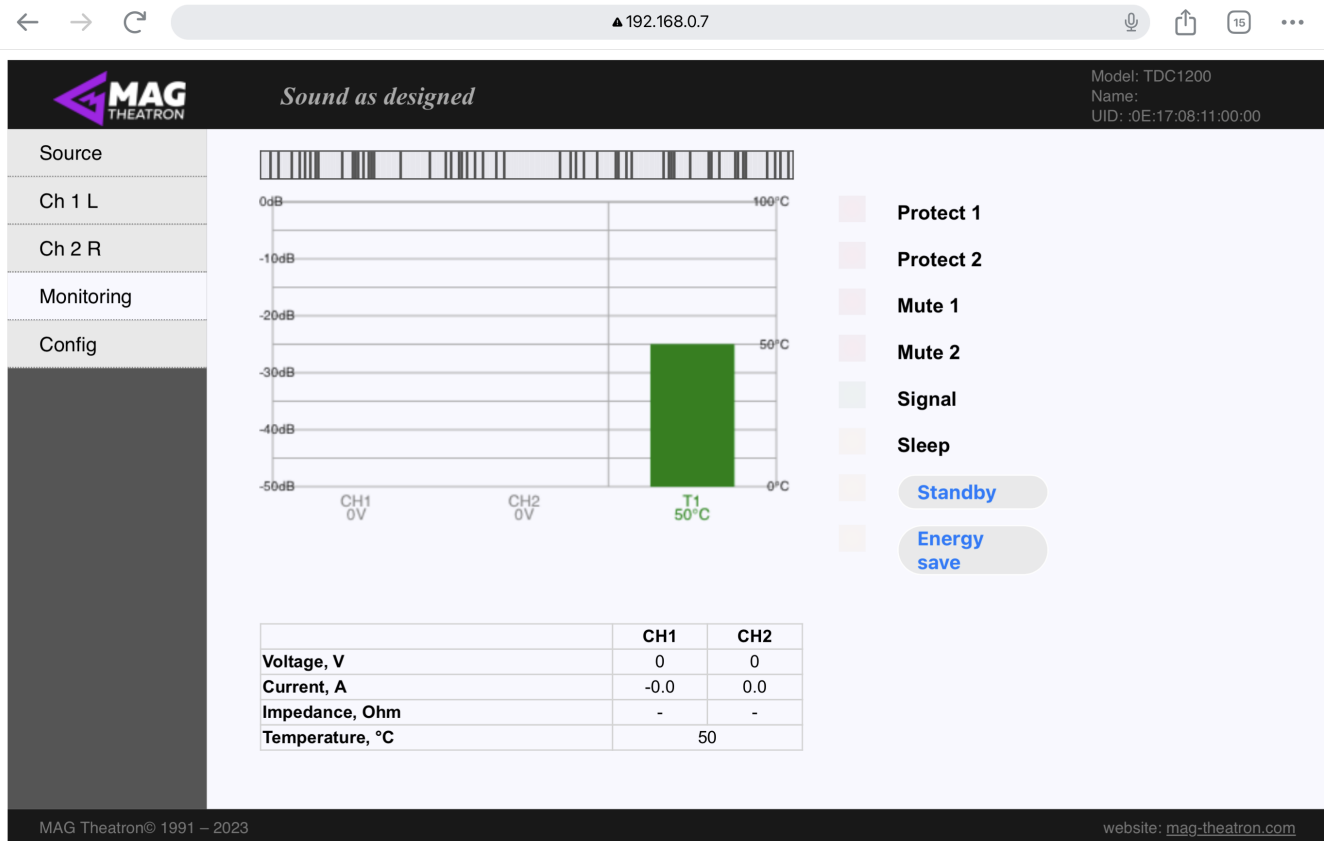 192.168.0.7
15
MAG
THEATRON
Sound as designed
Model: TDC1200
Name:
UID: :0E:17:08:11:00:00
Source
Ch 1 L
Ch 2 R
Monitoring
Config
0dB
-10dB
-20dB
-30dB
-40dB
-50dB
100°C
50°C
0°C
CH1
0V
CH2
0V
T1
50°C
Protect 1
Protect 2
Mute 1
Mute 2
Signal
Sleep
Standby
Energy
save
CH1 CH2
Voltage, V 0 0
Current, A -0.0 0.0
Impedance, Ohm - -
Temperature, °C 50
MAG Theatron© 1991 – 2023
website: mag-theatron.com